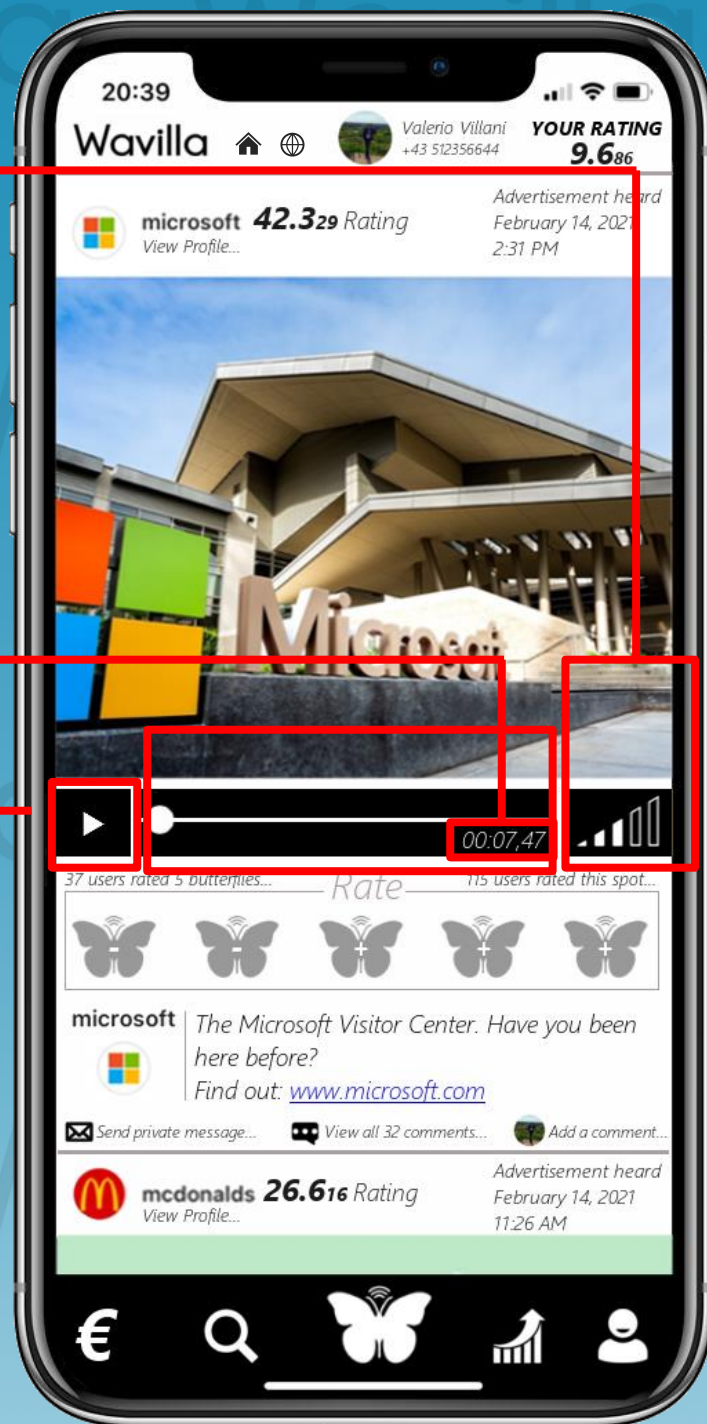 20:39
Wavilla
Valerio Villani
+43 512356644
YOUR RATING
9.686
microsoft 42.329 Rating
View Profile...
Advertisement heard
February 14, 2021
2:31 PM
Microsoft
00:07,47
37 users rated 5 butterflies...
Rate
115 users rated this spot...
- - + + +
microsoft
The Microsoft Visitor Center. Have you been
here before?
Find out: www.microsoft.com
Send private message...
View all 32 comments...
Add a comment...
mcdonalds 26.616 Rating
View Profile...
Advertisement heard
February 14, 2021
11:26 AM
€